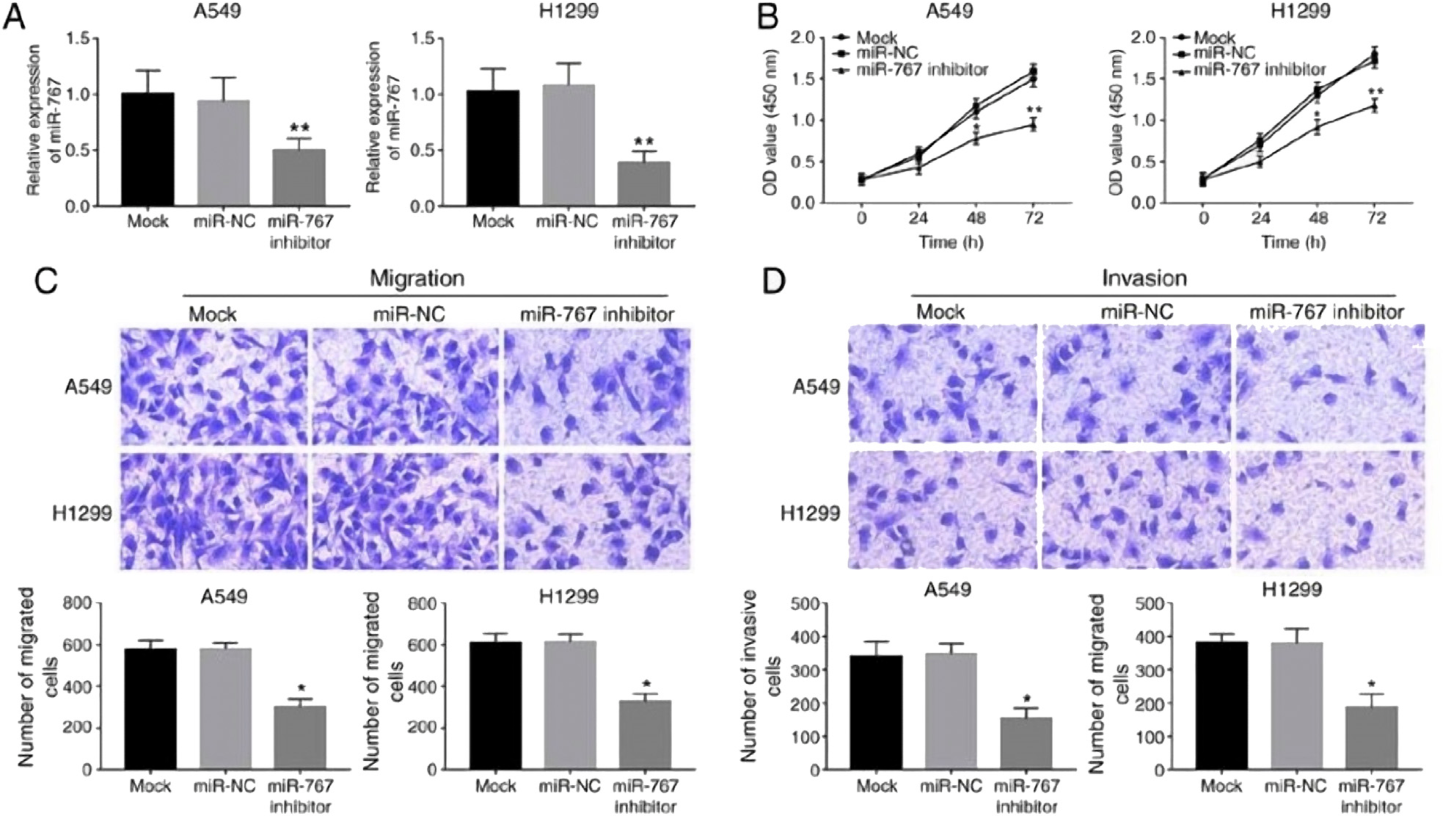 A
A549
Relative expression
of miR-767
1.5
1.0
0.5
0.0
**
Mock
miR-NC
miR-767
inhibitor
H1299
Relative expression
of miR-767
1.5
1.0
0.5
0.0
**
Mock
miR-NC
miR-767
inhibitor
B
A549
OD value (450 nm)
2.0
1.5
1.0
0.5
0.0
Mock
miR-NC
miR-767 inhibitor
*
**
0 24 48 72
Time (h)
H1299
OD value (450 nm)
2.0
1.5
1.0
0.5
0.0
Mock
miR-NC
miR-767 inhibitor
*
**
0 24 48 72
Time (h)
C
Migration
Mock miR-NC miR-767 inhibitor
A549
H1299
A549
Number of migrated
cells
800
600
400
200
0
*
Mock
miR-NC
miR-767
inhibitor
H1299
Number of migrated
cells
800
600
400
200
0
*
Mock
miR-NC
miR-767
inhibitor
D
Invasion
Mock miR-NC miR-767 inhibitor
A549
H1299
A549
Number of invasive
cells
500
400
300
200
100
0
*
Mock
miR-NC
miR-767
inhibitor
H1299
Number of migrated
cells
500
400
300
200
100
0
*
Mock
miR-NC
miR-767
inhibitor